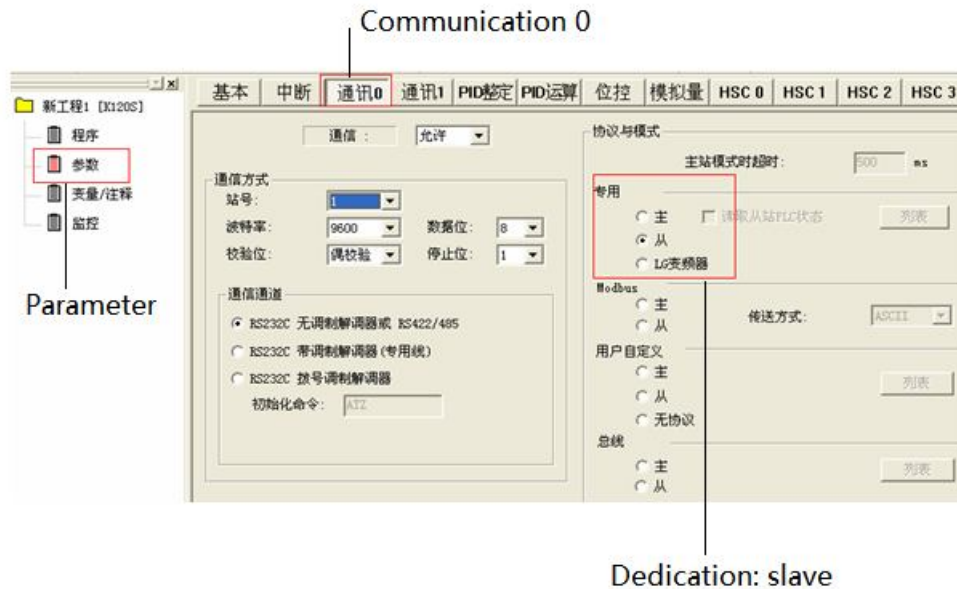 Communication 0
基本 中断 通讯0 通讯1 PID整定 PID运算 位控 模拟量 HSC 0 HSC 1 HSC 2 HSC 3
新工程1 [K120S]
程序
参数
变量/注释
监控
Parameter
通信： 允许
通信方式
站号： 1
波特率： 9600 数据位： 8
校验位： 偶校验 停止位： 1
通信通道
RS232C 无调制解调器或 RS422/485
RS232C 带调制解调器(专用线)
RS232C 拨号调制解调器
初始化命令： ATZ
协议与模式
主站模式时超时： 500 ms
专用
主 读取从站PLC状态 列表
从
LG变频器
Modbus
主
从
传送方式： ASCII
用户自定义
主
列表
从
无协议
总线
主
列表
从
Dedication: slave